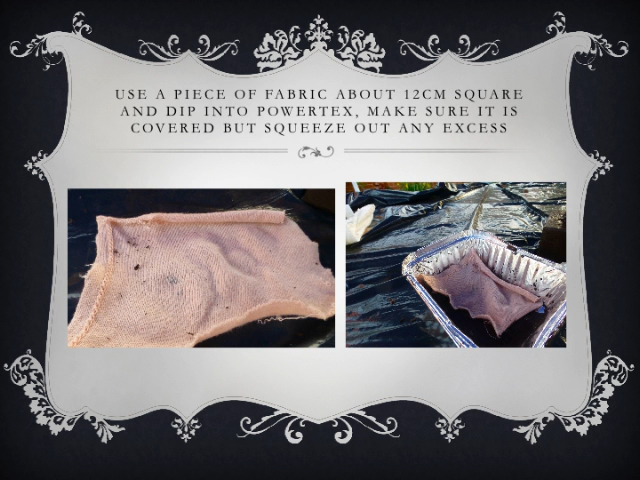 USE A PIECE OF FABRIC ABOUT 12CM SQUARE
AND DIP INTO POWERTEX, MAKE SURE IT IS
COVERED BUT SQUEEZE OUT ANY EXCESS